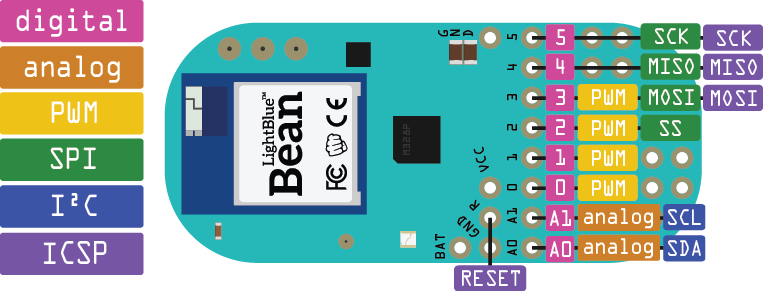 digital
analog
PWM
SPI
I²C
ICSP
LightBlue™
Bean
FC CE
M328P
GND
5 5 SCK SCK
4 4 MISO MISO
3 3 PWM MOSI MOSI
2 2 PWM SS
1 1 PWM
VCC
0 0 PWM
R
GND
A1 A1 analog SCL
BAT
A0 A0 analog SDA
RESET